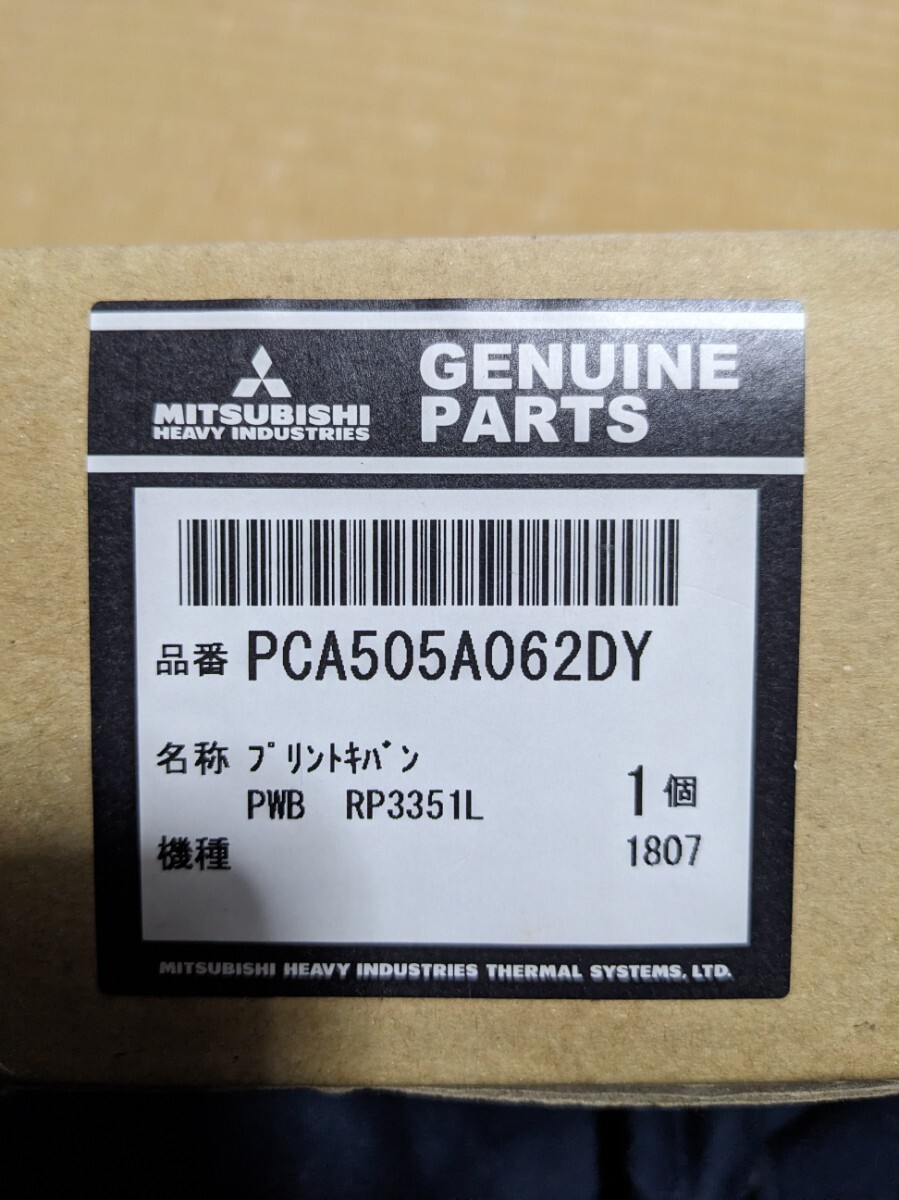 MITSUBISHI
HEAVY INDUSTRIES
GENUINE
PARTS
品番 PCA505A062DY
名称 ﾌﾟﾘﾝﾄｷﾊﾞﾝ
PWB RP3351L 1個
機種 1807
MITSUBISHI HEAVY INDUSTRIES THERMAL SYSTEMS, LTD.